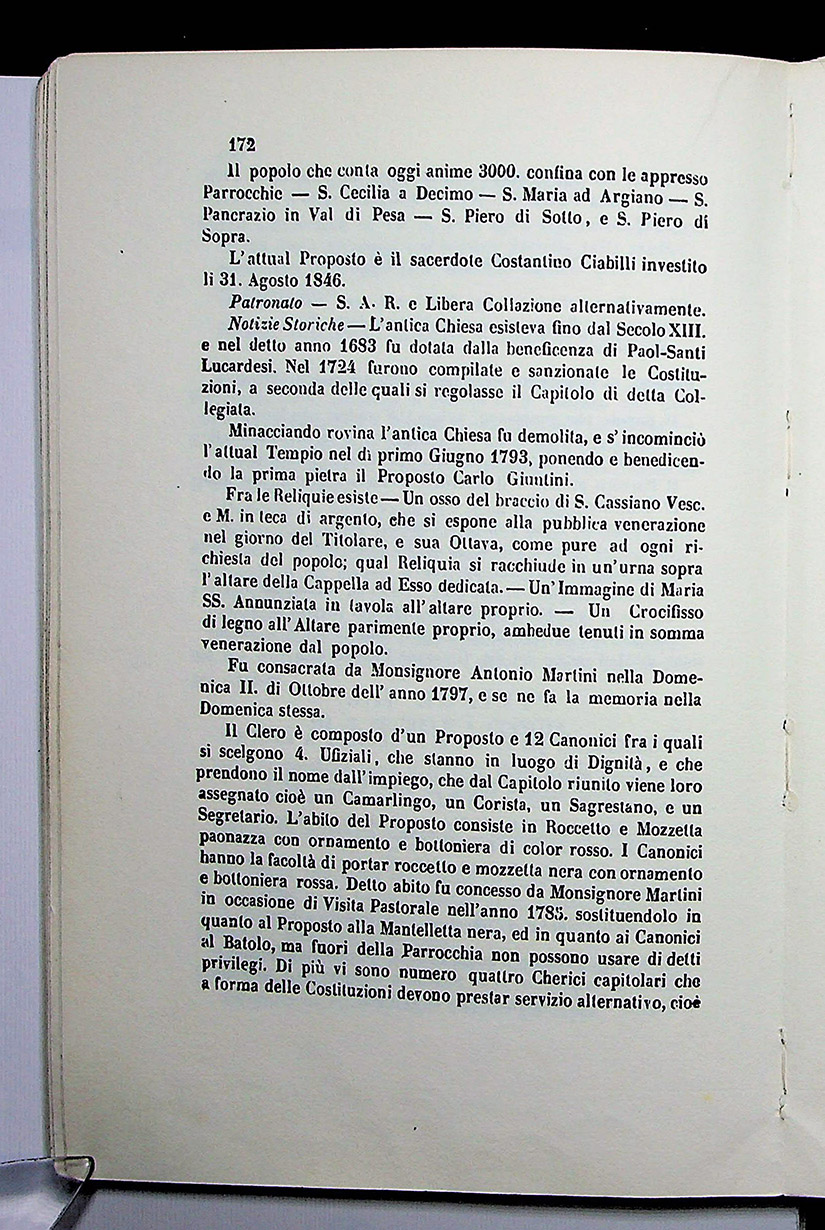 172
Il popolo che conta oggi anime 3000. confina con le appresso
Parrocchie — S. Cecilia a Decimo — S. Maria ad Argiano — S.
Pancrazio in Val di Pesa — S. Piero di Sotto, e S. Piero di
Sopra.
L'attual Proposto è il sacerdote Costantino Ciabilli investito
li 31. Agosto 1846.
Patronato — S. A. R. e Libera Collazione alternativamente.
Notizie Storiche — L'antica Chiesa esisteva fino dal Secolo XIII.
e nel detto anno 1683 fu dotata dalla beneficenza di Paol-Santi
Lucardesi. Nel 1724 furono compilate e sanzionate le Costitu-
zioni, a seconda delle quali si regolasse il Capitolo di detta Col-
legiata.
Minacciando rovina l'antica Chiesa fu demolita, e s'incominciò
l'attual Tempio nel dì primo Giugno 1793, ponendo e benedicen-
do la prima pietra il Proposto Carlo Giuntini.
Fra le Reliquie esiste — Un osso del braccio di S. Cassiano Vesc.
e M. in teca di argento, che si espone alla pubblica venerazione
nel giorno del Titolare, e sua Ottava, come pure ad ogni ri-
chiesta del popolo; qual Reliquia si racchiude in un'urna sopra
l'altare della Cappella ad Esso dedicata. — Un'Immagine di Maria
SS. Annunziata in tavola all'altare proprio. — Un Crocifisso
di legno all'Altare parimente proprio, ambedue tenuti in somma
venerazione dal popolo.
Fu consacrata da Monsignore Antonio Martini nella Dome-
nica II. di Ottobre dell'anno 1797, e se ne fa la memoria nella
Domenica stessa.
Il Clero è composto d'un Proposto e 12 Canonici fra i quali
si scelgono 4. Ufiziali, che stanno in luogo di Dignità, e che
prendono il nome dall'impiego, che dal Capitolo riunito viene loro
assegnato cioè un Camarlingo, un Corista, un Sagrestano, e un
Segretario. L'abito del Proposto consiste in Roccetto e Mozzetta
paonazza con ornamento e bottoniera di color rosso. I Canonici
hanno la facoltà di portar roccetto e mozzetta nera con ornamento
e bottoniera rossa. Detto abito fu concesso da Monsignore Martini
in occasione di Visita Pastorale nell'anno 1785. sostituendolo in
quanto al Proposto alla Mantelletta nera, ed in quanto ai Canonici
al Batolo, ma fuori della Parrocchia non possono usare di detti
privilegi. Di più vi sono numero quattro Cherici capitolari che
a forma delle Costituzioni devono prestar servizio alternativo, cioè